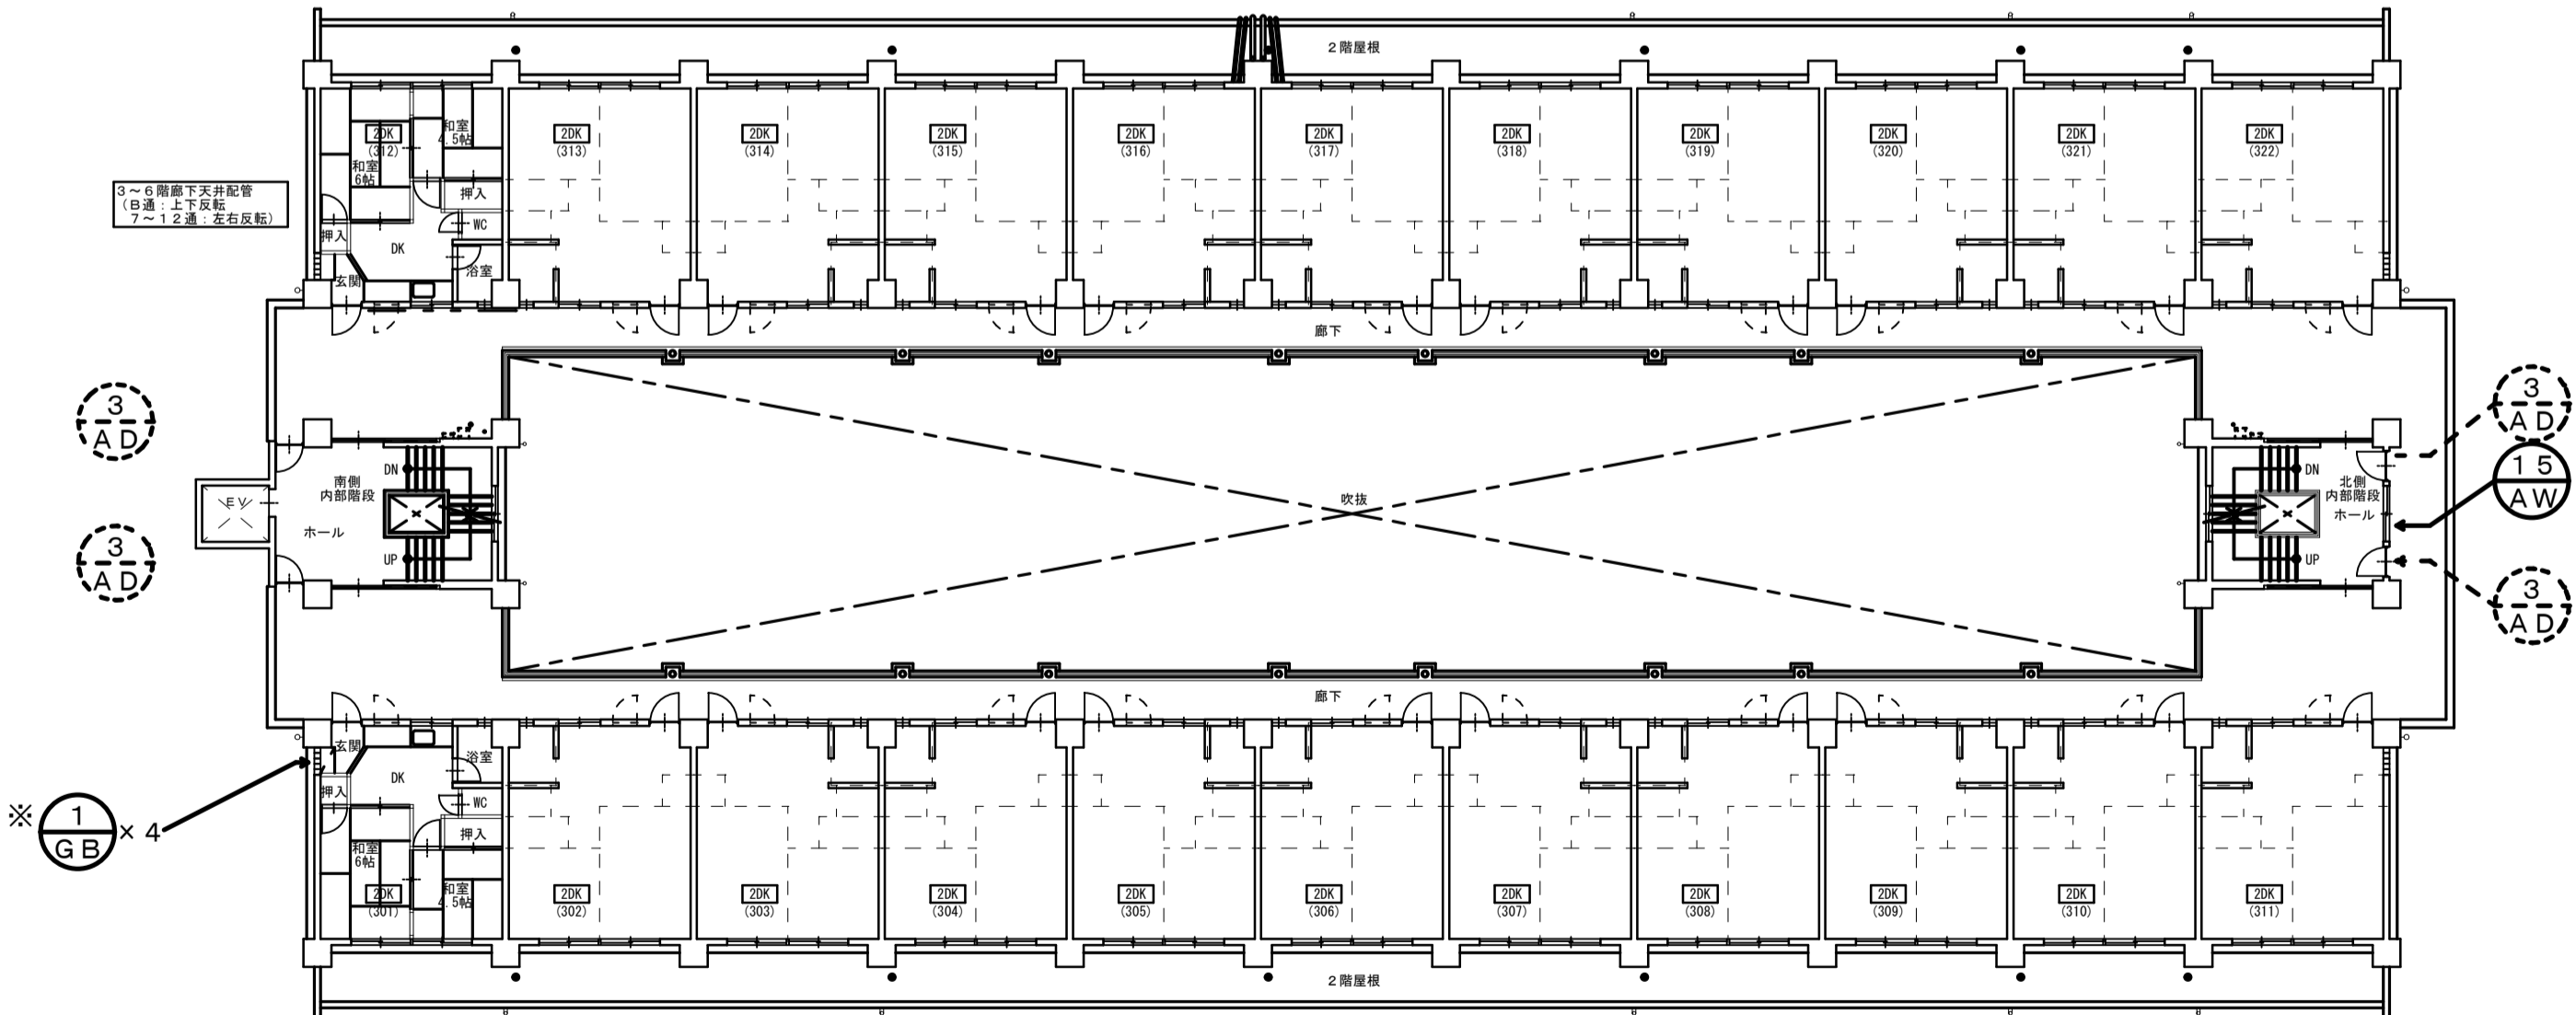 ２階屋根
2DK
(312)
和室
4.5帖
和室
6帖
押入
WC
押入
DK
浴室
玄関
2DK
(313)
2DK
(314)
2DK
(315)
2DK
(316)
2DK
(317)
2DK
(318)
2DK
(319)
2DK
(320)
2DK
(321)
2DK
(322)
３～６階廊下天井配管
（Ｂ通：上下反転
７～１２通：左右反転）
廊下
3
AD
3
AD
EV
DN
南側
内部階段
ホール
UP
吹抜
DN
北側
内部階段
ホール
UP
3
AD
15
AW
3
AD
廊下
※
1
GB
×4
玄関
浴室
DK
押入
WC
押入
和室
6帖
和室
4.5帖
2DK
(301)
2DK
(302)
2DK
(303)
2DK
(304)
2DK
(305)
2DK
(306)
2DK
(307)
2DK
(308)
2DK
(309)
2DK
(310)
2DK
(311)
２階屋根